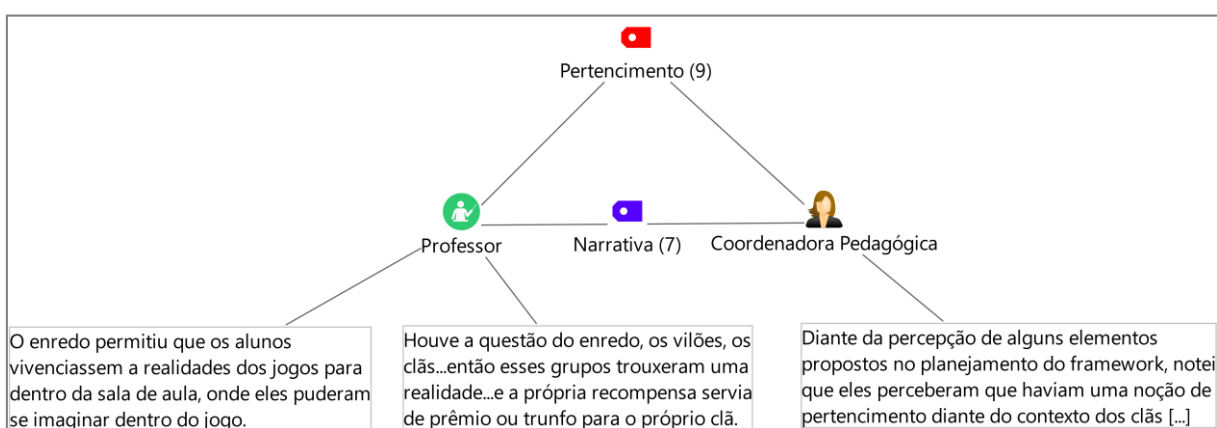 Pertencimento (9)
Professor
Narrativa (7)
Coordenadora Pedagógica
O enredo permitiu que os alunos
vivenciassem a realidades dos jogos para
dentro da sala de aula, onde eles puderam
se imaginar dentro do jogo.
Houve a questão do enredo, os vilões, os
clãs...então esses grupos trouxeram uma
realidade...e a própria recompensa servia
de prêmio ou trunfo para o próprio clã.
Diante da percepção de alguns elementos
propostos no planejamento do framework, notei
que eles perceberam que haviam uma noção de
pertencimento diante do contexto dos clãs [...]